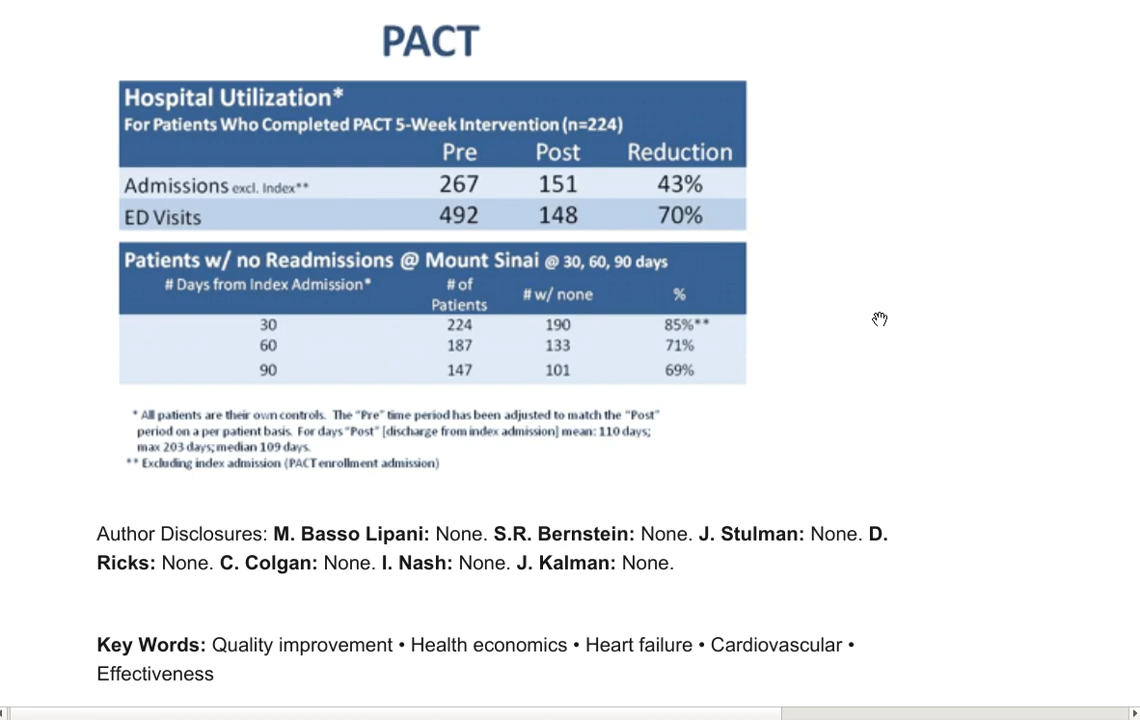 PACT
Hospital Utilization*
For Patients Who Completed PACT 5-Week Intervention (n=224)
Pre Post Reduction
Admissions excl. Index** 267 151 43%
ED Visits 492 148 70%
Patients w/ no Readmissions @ Mount Sinai @ 30, 60, 90 days
# Days from Index Admission* # of Patients # w/ none %
30 224 190 85%**
60 187 133 71%
90 147 101 69%
* All patients are their own controls. The "Pre" time period has been adjusted to match the "Post"
period on a per patient basis. For days "Post" [discharge from index admission] mean: 110 days;
max 203 days; median 109 days.
** Excluding index admission (PACT enrollment admission)
Author Disclosures: M. Basso Lipani: None. S.R. Bernstein: None. J. Stulman: None. D.
Ricks: None. C. Colgan: None. I. Nash: None. J. Kalman: None.
Key Words: Quality improvement • Health economics • Heart failure • Cardiovascular •
Effectiveness